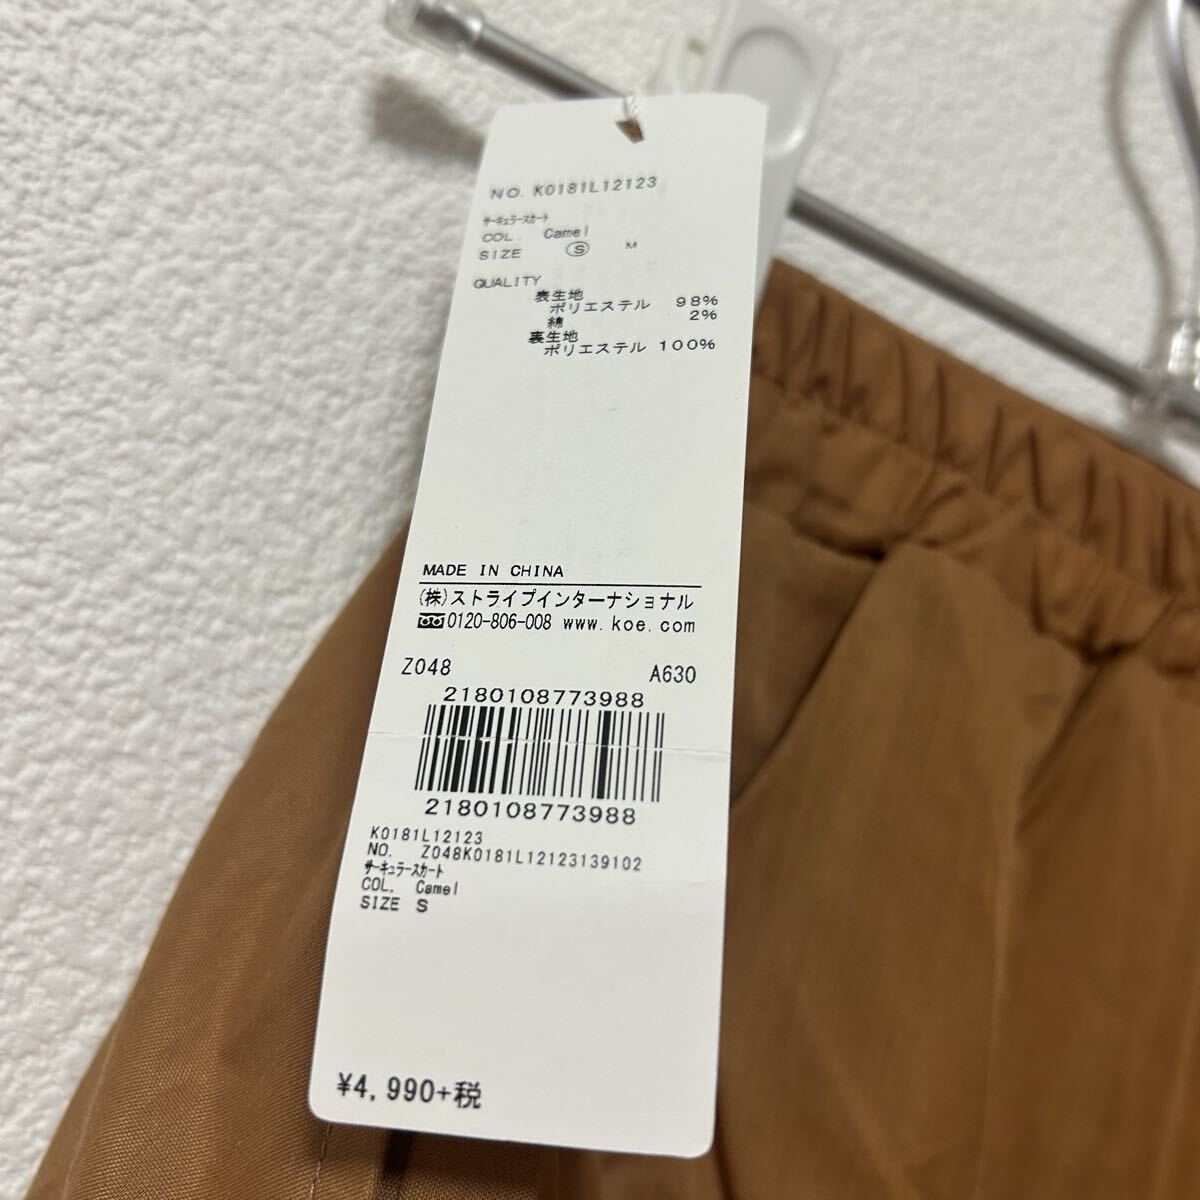 NO. K0181L12123
サーキュラースカート
COL. Camel
SIZE Ⓢ M
QUALITY
表生地
ポリエステル 98%
綿 2%
裏生地
ポリエステル 100%
MADE IN CHINA
(株)ストライプインターナショナル
0120-806-008 www.koe.com
Z048 A630
2180108773988
2180108773988
K0181L12123
NO. Z048K0181L12123139102
サーキュラースカート
COL. Camel
SIZE S
¥4,990+税